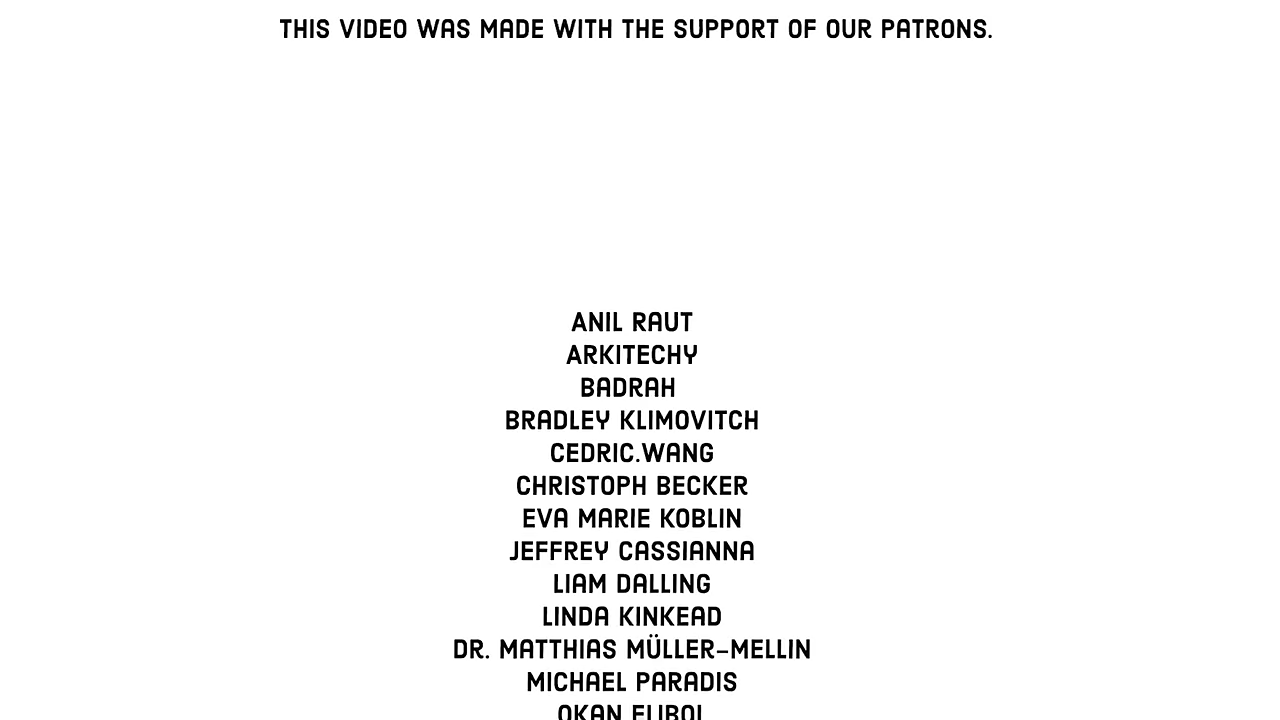 THIS VIDEO WAS MADE WITH THE SUPPORT OF OUR PATRONS.
ANIL RAUT
ARKITECHY
BADRAH
BRADLEY KLIMOVITCH
CEDRIC.WANG
CHRISTOPH BECKER
EVA MARIE KOBLIN
JEFFREY CASSIANNA
LIAM DALLING
LINDA KINKEAD
DR. MATTHIAS MÜLLER-MELLIN
MICHAEL PARADIS
OKAN